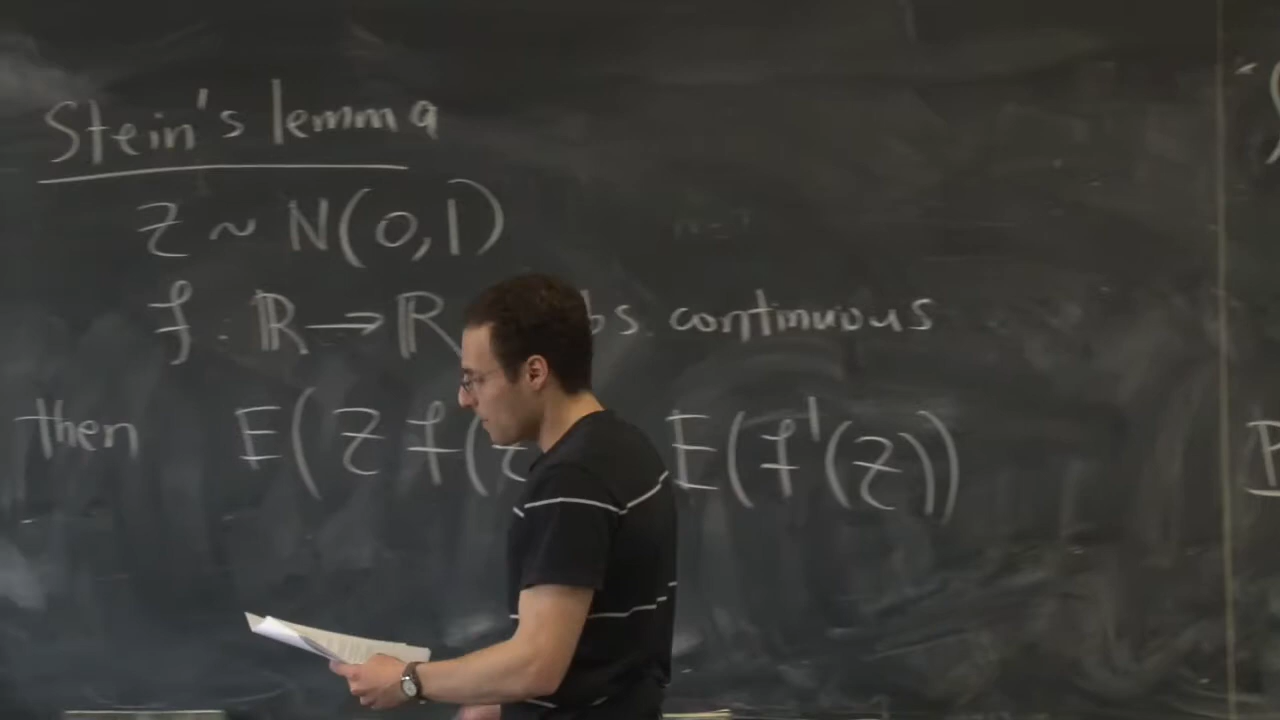 Stein's lemma
Z ~ N(0,1)
f : ℝ → ℝ bs continuous
then E(Z f(z E(f'(Z))
P